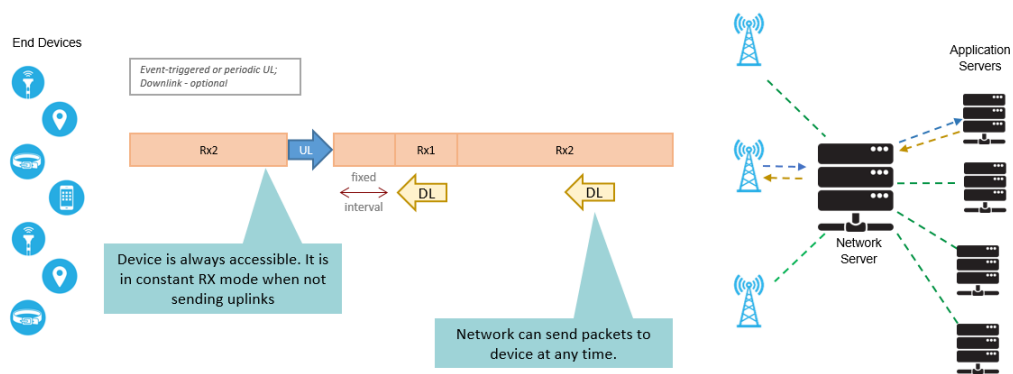 End Devices
Event-triggered or periodic UL;
Downlink - optional
Rx2
UL
Rx1
Rx2
fixed
interval
DL
DL
Device is always accessible. It is
in constant RX mode when not
sending uplinks
Network can send packets to
device at any time.
Network
Server
Application
Servers